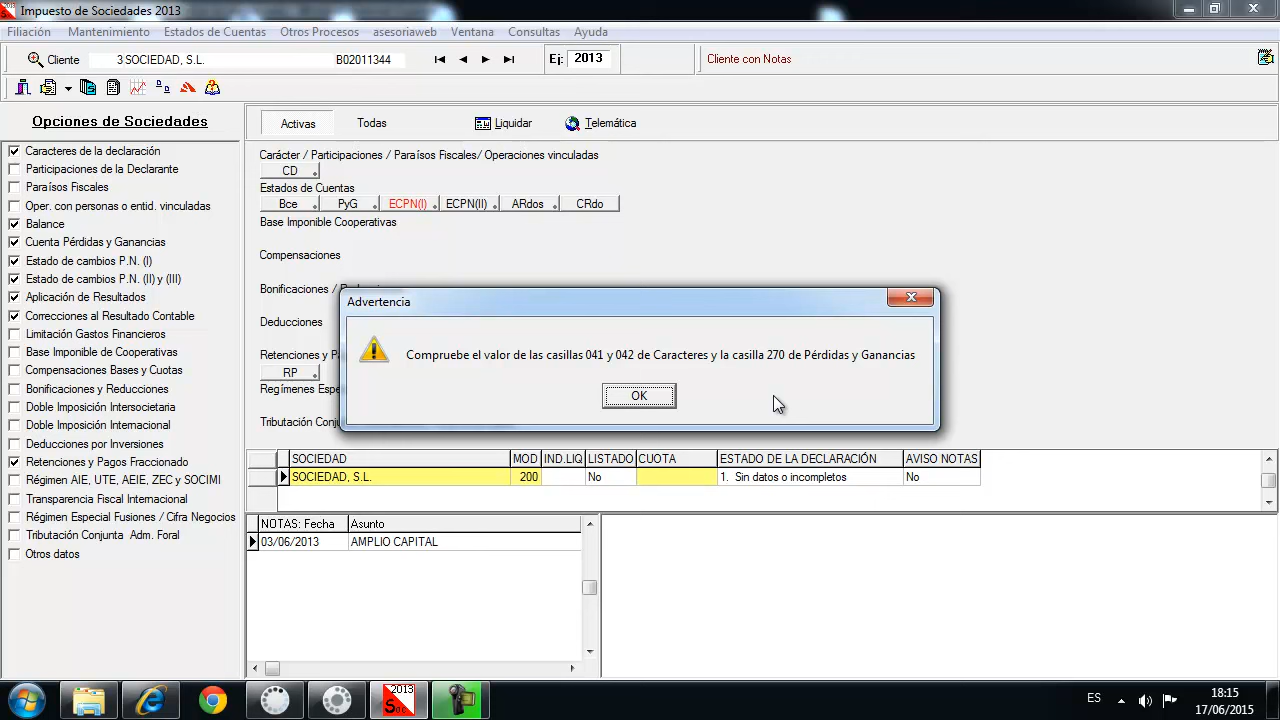 Impuesto de Sociedades 2013
Filiación Mantenimiento Estados de Cuentas Otros Procesos asesoriaweb Ventana Consultas Ayuda
Cliente 3 SOCIEDAD, S.L. B02011344 Ej: 2013 Cliente con Notas
Opciones de Sociedades
Caracteres de la declaración
Participaciones de la Declarante
Paraísos Fiscales
Oper. con personas o entid. vinculadas
Balance
Cuenta Pérdidas y Ganancias
Estado de cambios P.N. (I)
Estado de cambios P.N. (II) y (III)
Aplicación de Resultados
Correcciones al Resultado Contable
Limitación Gastos Financieros
Base Imponible de Cooperativas
Compensaciones Bases y Cuotas
Bonificaciones y Reducciones
Doble Imposición Intersocietaria
Doble Imposición Internacional
Deducciones por Inversiones
Retenciones y Pagos Fraccionado
Régimen AIE, UTE, AEIE, ZEC y SOCIMI
Transparencia Fiscal Internacional
Régimen Especial Fusiones / Cifra Negocios
Tributación Conjunta Adm. Foral
Otros datos
Activas Todas Liquidar Telemática
Carácter / Participaciones / Paraísos Fiscales/ Operaciones vinculadas
CD
Estados de Cuentas
Bce PyG ECPN(I) ECPN(II) ARdos CRdo
Base Imponible Cooperativas
Compensaciones
Bonificaciones /
Deducciones
Retenciones y Pa
RP
Regímenes Espe
Tributación Conju
Advertencia
Compruebe el valor de las casillas 041 y 042 de Caracteres y la casilla 270 de Pérdidas y Ganancias
OK
SOCIEDAD MOD IND.LIQ LISTADO CUOTA ESTADO DE LA DECLARACIÓN AVISO NOTAS
SOCIEDAD, S.L. 200 No 1. Sin datos o incompletos No
NOTAS: Fecha Asunto
03/06/2013 AMPLIO CAPITAL
2013
ES 18:15
17/06/2015